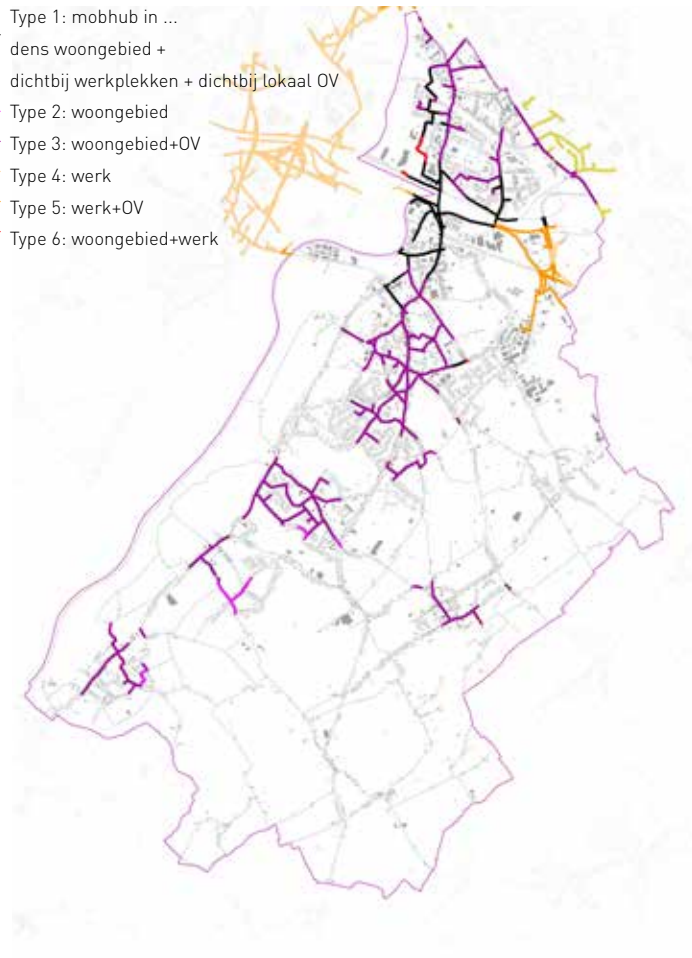 Type 1: mobhub in ...
dens woongebied +
dichtbij werkplekken + dichtbij lokaal OV
Type 2: woongebied
Type 3: woongebied+OV
Type 4: werk
Type 5: werk+OV
Type 6: woongebied+werk